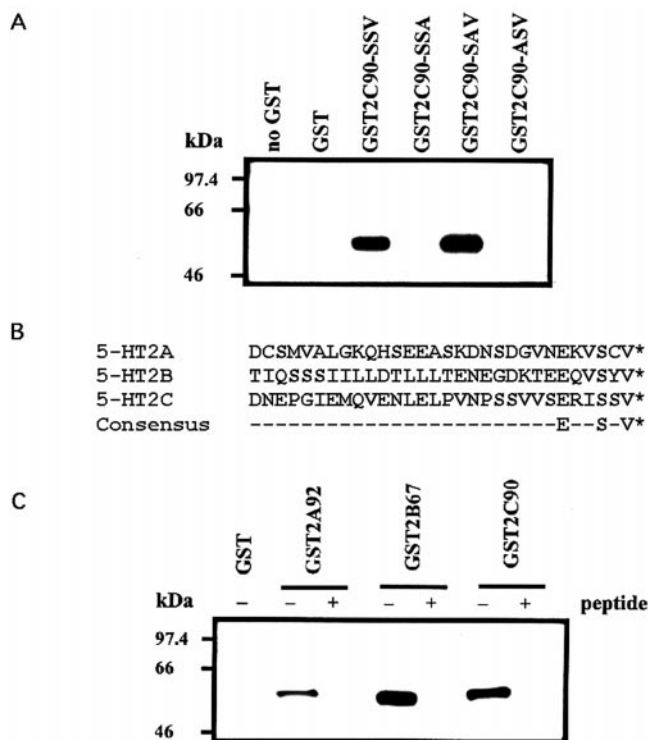 A
no GST
GST
GST2C90-SSV
GST2C90-SSA
GST2C90-SAV
GST2C90-ASV
kDa
97.4
66
46
B
5-HT2A DCSMVALGKQHSEEASKDNSDGVNEKVSCV*
5-HT2B TIQSSSIILLDTLLLTENEGDKTEEQVSYV*
5-HT2C DNEPGIEMQVENLELPVNPSSVVSERISSV*
Consensus ------------------------E--S-V*
C
GST
GST2A92
GST2B67
GST2C90
kDa – – + – + – + peptide
97.4
66
46